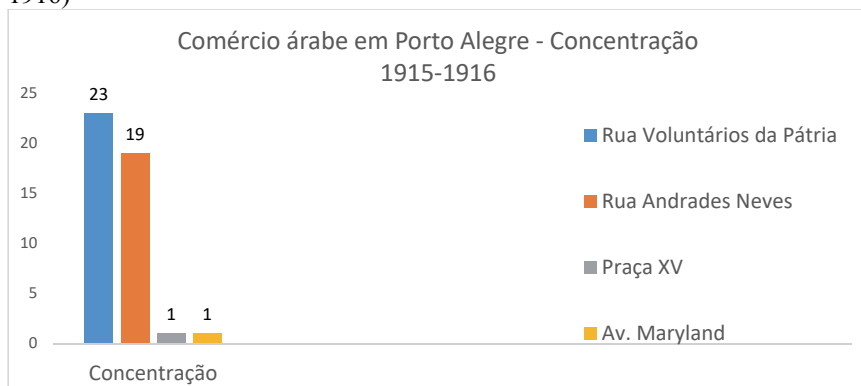 1916)
Comércio árabe em Porto Alegre - Concentração
1915-1916
25
20
15
10
5
0
23
19
1
1
Concentração
Rua Voluntários da Pátria
Rua Andrades Neves
Praça XV
Av. Maryland